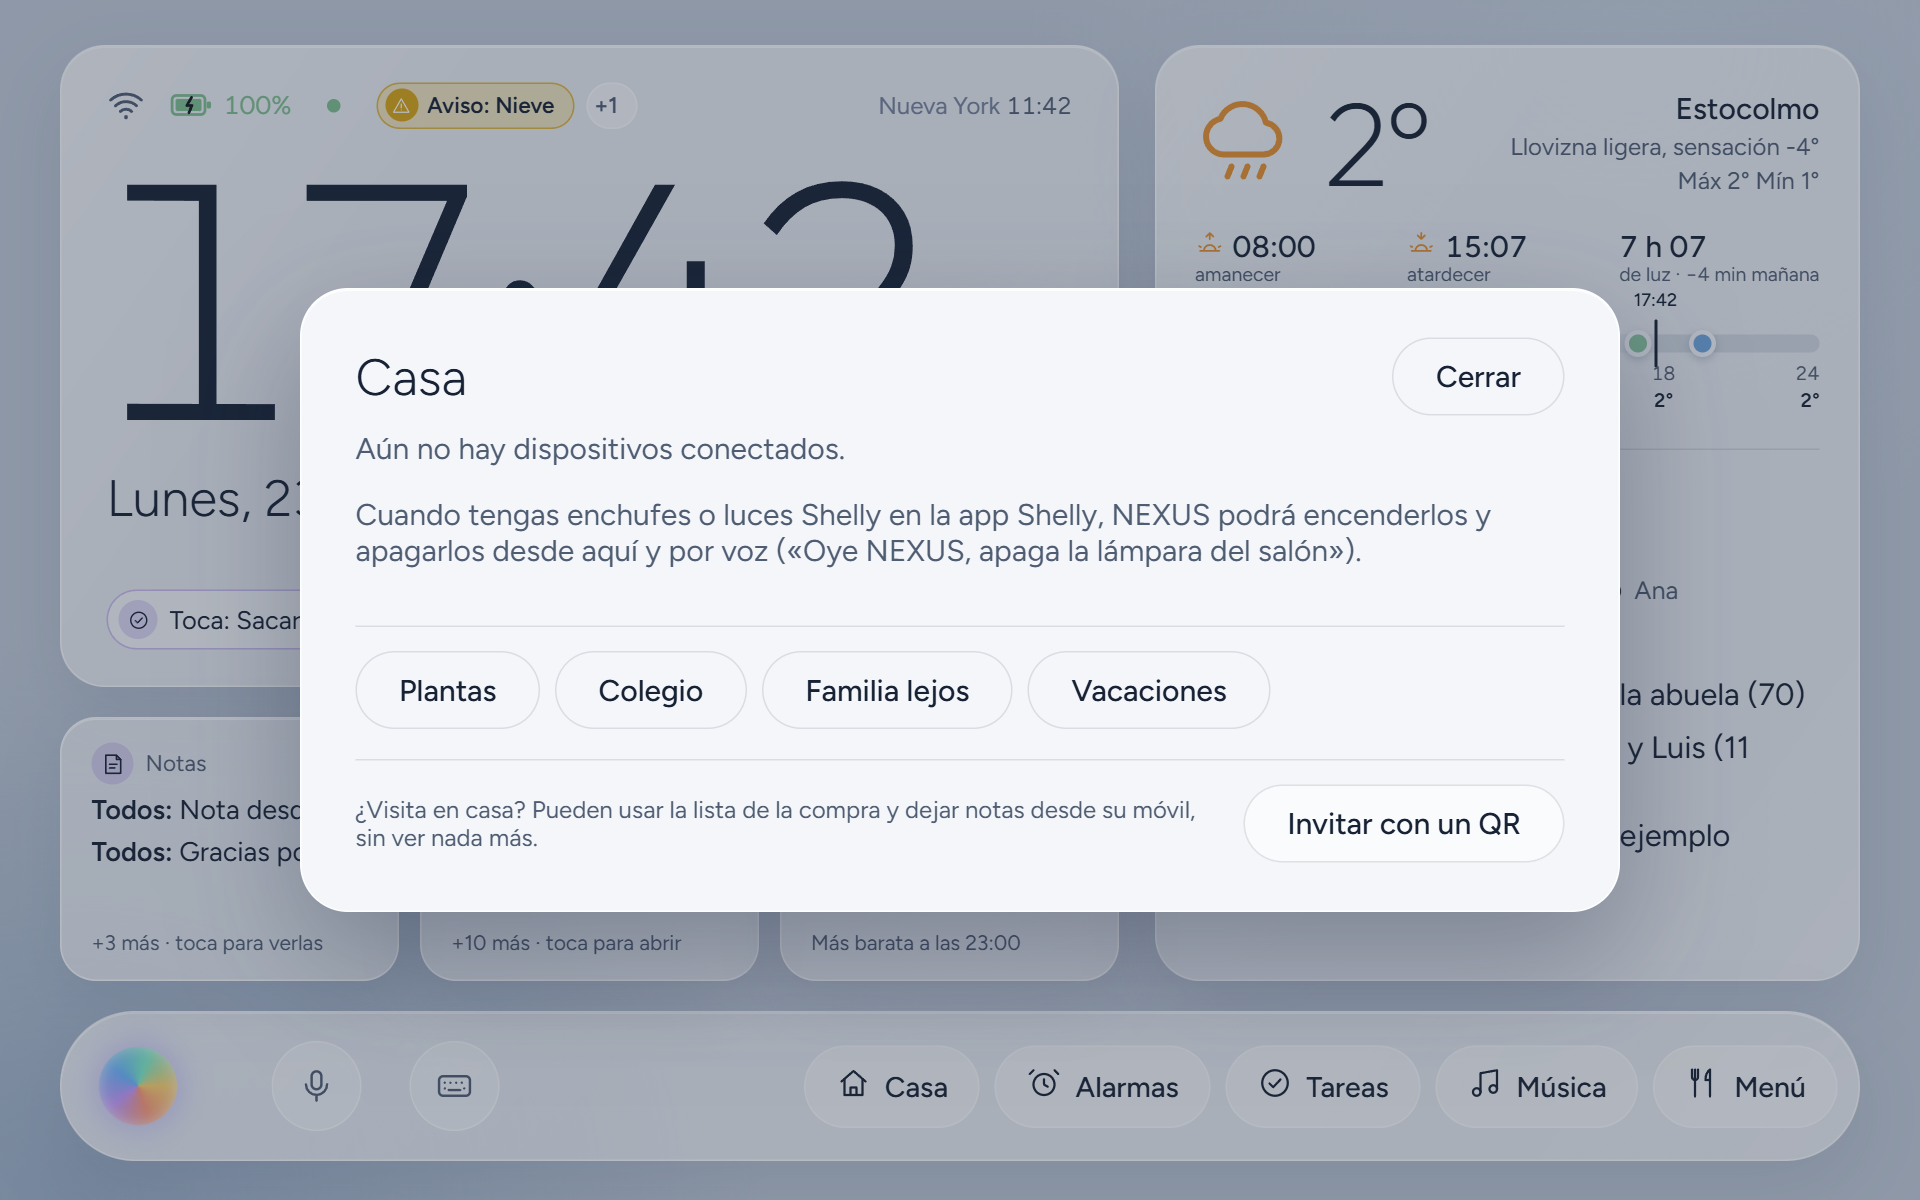 100%
Aviso: Nieve
+1
Nueva York 11:42
Lunes,
Toca: Sacar
2°
Estocolmo
Llovizna ligera, sensación -4°
Máx 2° Mín 1°
08:00
amanecer
15:07
atardecer
7 h 07
de luz · −4 min mañana
17:42
18
24
2°
2°
Ana
la abuela (70)
y Luis (11
ejemplo
Casa
Cerrar
Aún no hay dispositivos conectados.
Cuando tengas enchufes o luces Shelly en la app Shelly, NEXUS podrá encenderlos y
apagarlos desde aquí y por voz («Oye NEXUS, apaga la lámpara del salón»).
Plantas
Colegio
Familia lejos
Vacaciones
¿Visita en casa? Pueden usar la lista de la compra y dejar notas desde su móvil,
sin ver nada más.
Invitar con un QR
Notas
Todos: Nota
Todos: Gracias
+3 más · toca para verlas
+10 más · toca para abrir
Más barata a las 23:00
Casa
Alarmas
Tareas
Música
Menú